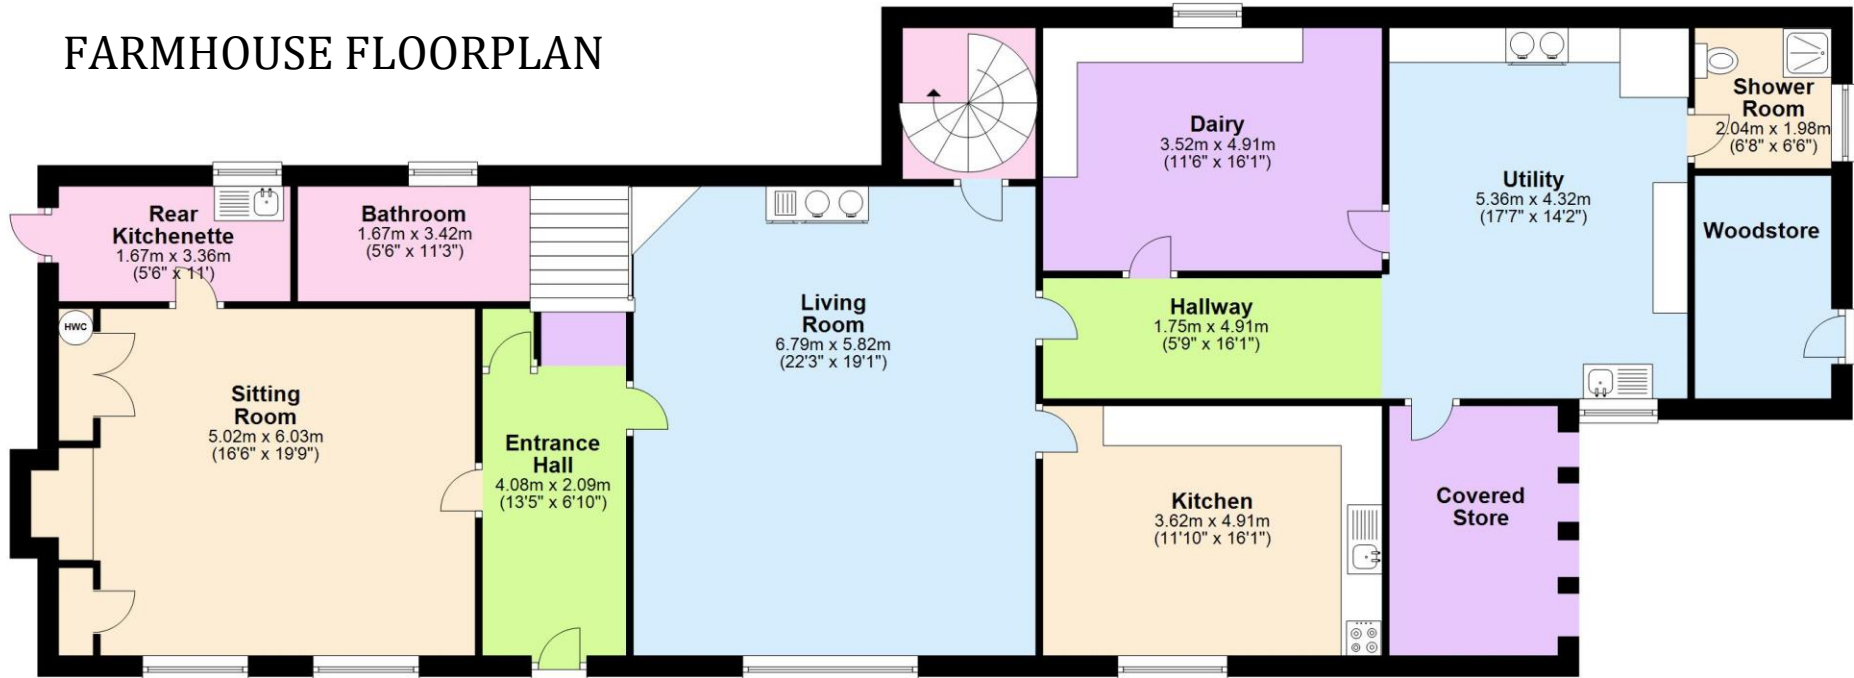 FARMHOUSE FLOORPLAN
Rear
Kitchenette
1.67m x 3.36m
(5'6" x 11')
Bathroom
1.67m x 3.42m
(5'6" x 11'3")
HWC
Sitting
Room
5.02m x 6.03m
(16'6" x 19'9")
Entrance
Hall
4.08m x 2.09m
(13'5" x 6'10")
Living
Room
6.79m x 5.82m
(22'3" x 19'1")
Dairy
3.52m x 4.91m
(11'6" x 16'1")
Hallway
1.75m x 4.91m
(5'9" x 16'1")
Kitchen
3.62m x 4.91m
(11'10" x 16'1")
Utility
5.36m x 4.32m
(17'7" x 14'2")
Shower
Room
2.04m x 1.98m
(6'8" x 6'6")
Woodstore
Covered
Store